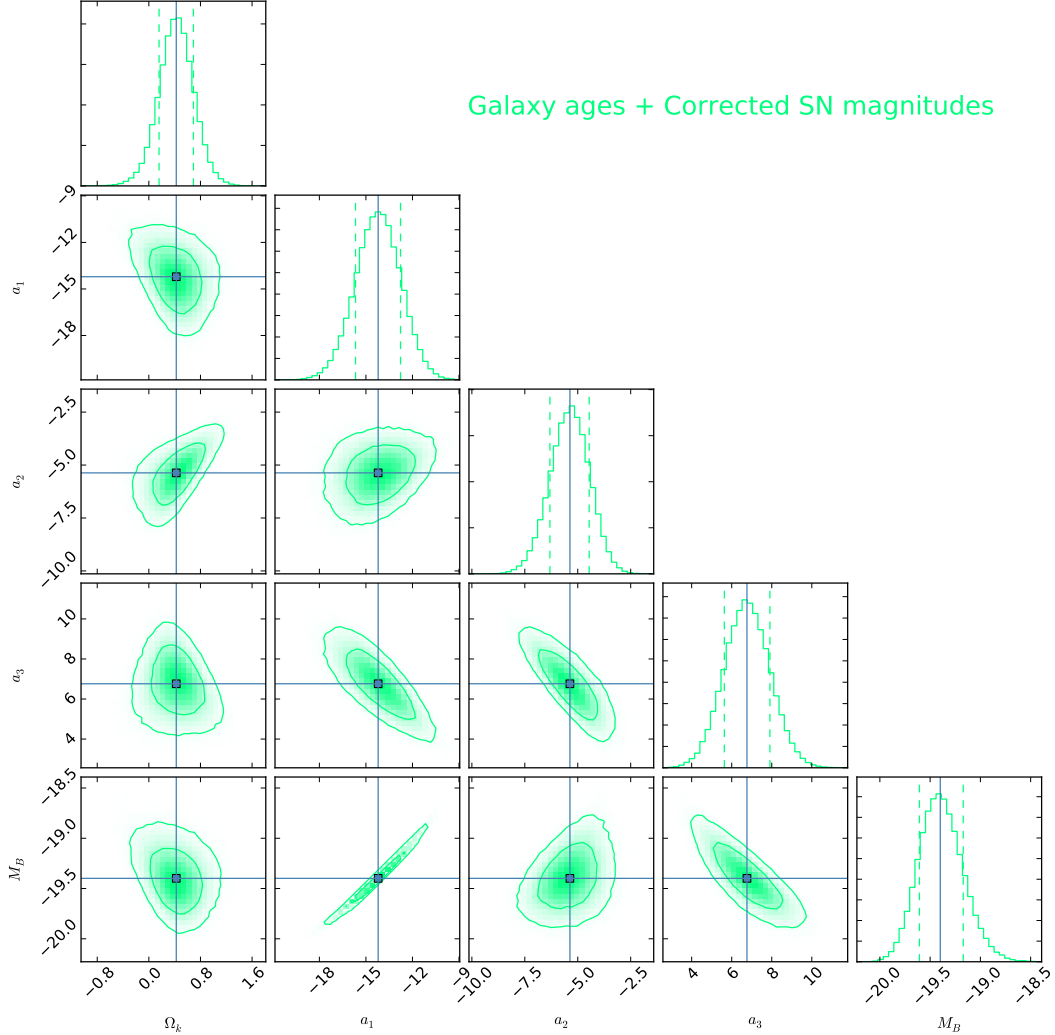 Galaxy ages + Corrected SN magnitudes
−9
−12
−15
−18
a₁
−2.5
−5.0
−7.5
−10.0
a₂
10
8
6
4
a₃
−18.5
−19.0
−19.5
−20.0
M_B
−0.8 0.0 0.8 1.6
−18 −15 −12 −9
−10.0 −7.5 −5.0 −2.5
4 6 8 10
−20.0 −19.5 −19.0 −18.5
Ω_k a₁ a₂ a₃ M_B